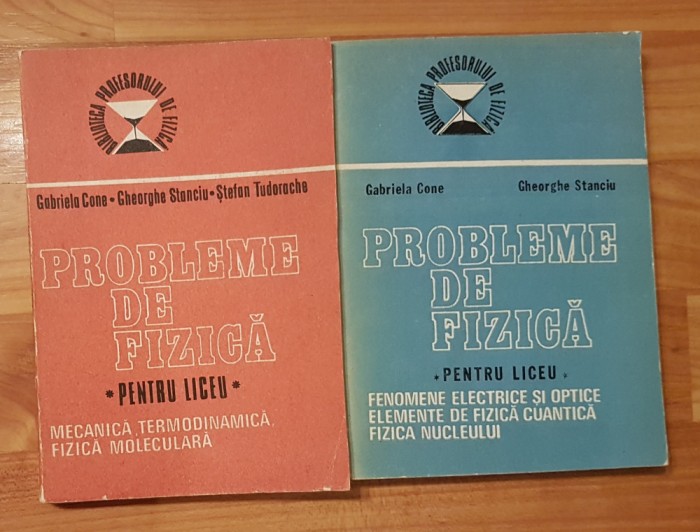 BIBLIOTECA PROFESORULUI DE FIZICĂ
Gabriela Cone • Gheorghe Stanciu • Ștefan Tudorache
PROBLEME
DE
FIZICĂ
* PENTRU LICEU *
MECANICĂ, TERMODINAMICĂ,
FIZICĂ MOLECULARĂ
BIBLIOTECA PROFESORULUI DE FIZICĂ
Gabriela Cone Gheorghe Stanciu
PROBLEME
DE
FIZICĂ
* PENTRU LICEU *
FENOMENE ELECTRICE ȘI OPTICE
ELEMENTE DE FIZICĂ CUANTICĂ
FIZICA NUCLEULUI